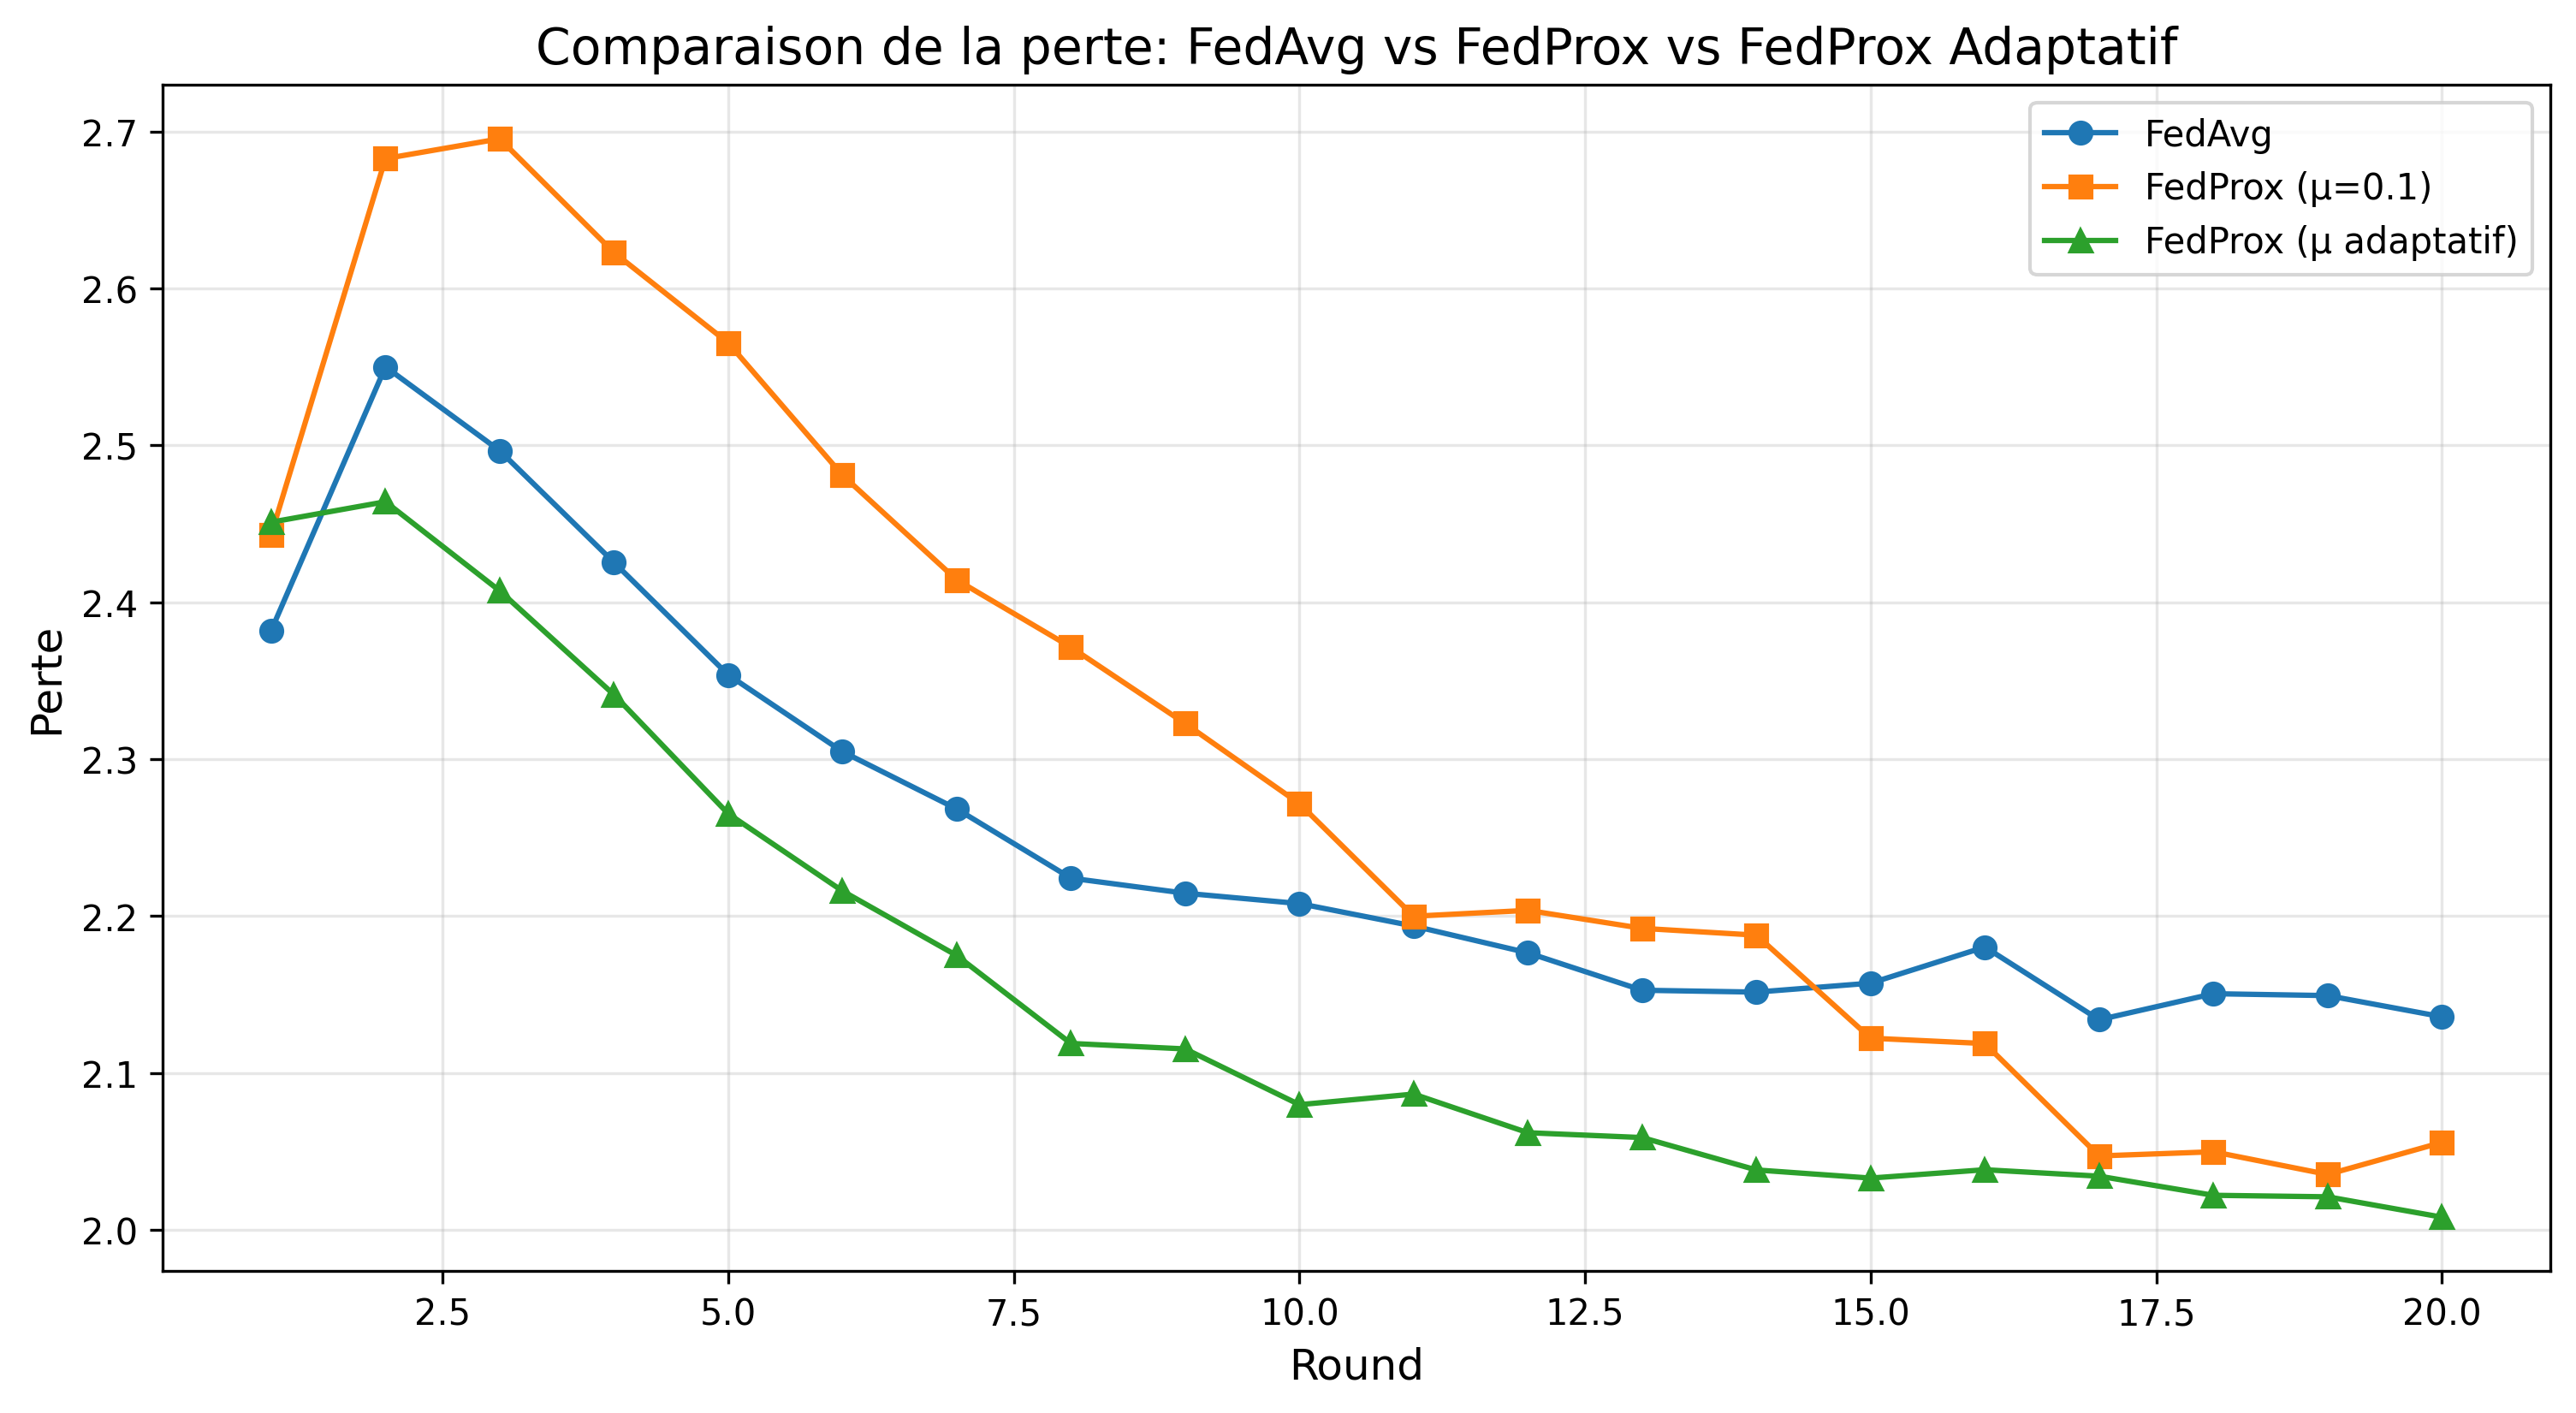 Comparaison de la perte: FedAvg vs FedProx vs FedProx Adaptatif
FedAvg
FedProx (μ=0.1)
FedProx (μ adaptatif)
Perte
2.7
2.6
2.5
2.4
2.3
2.2
2.1
2.0
2.5
5.0
7.5
10.0
12.5
15.0
17.5
20.0
Round